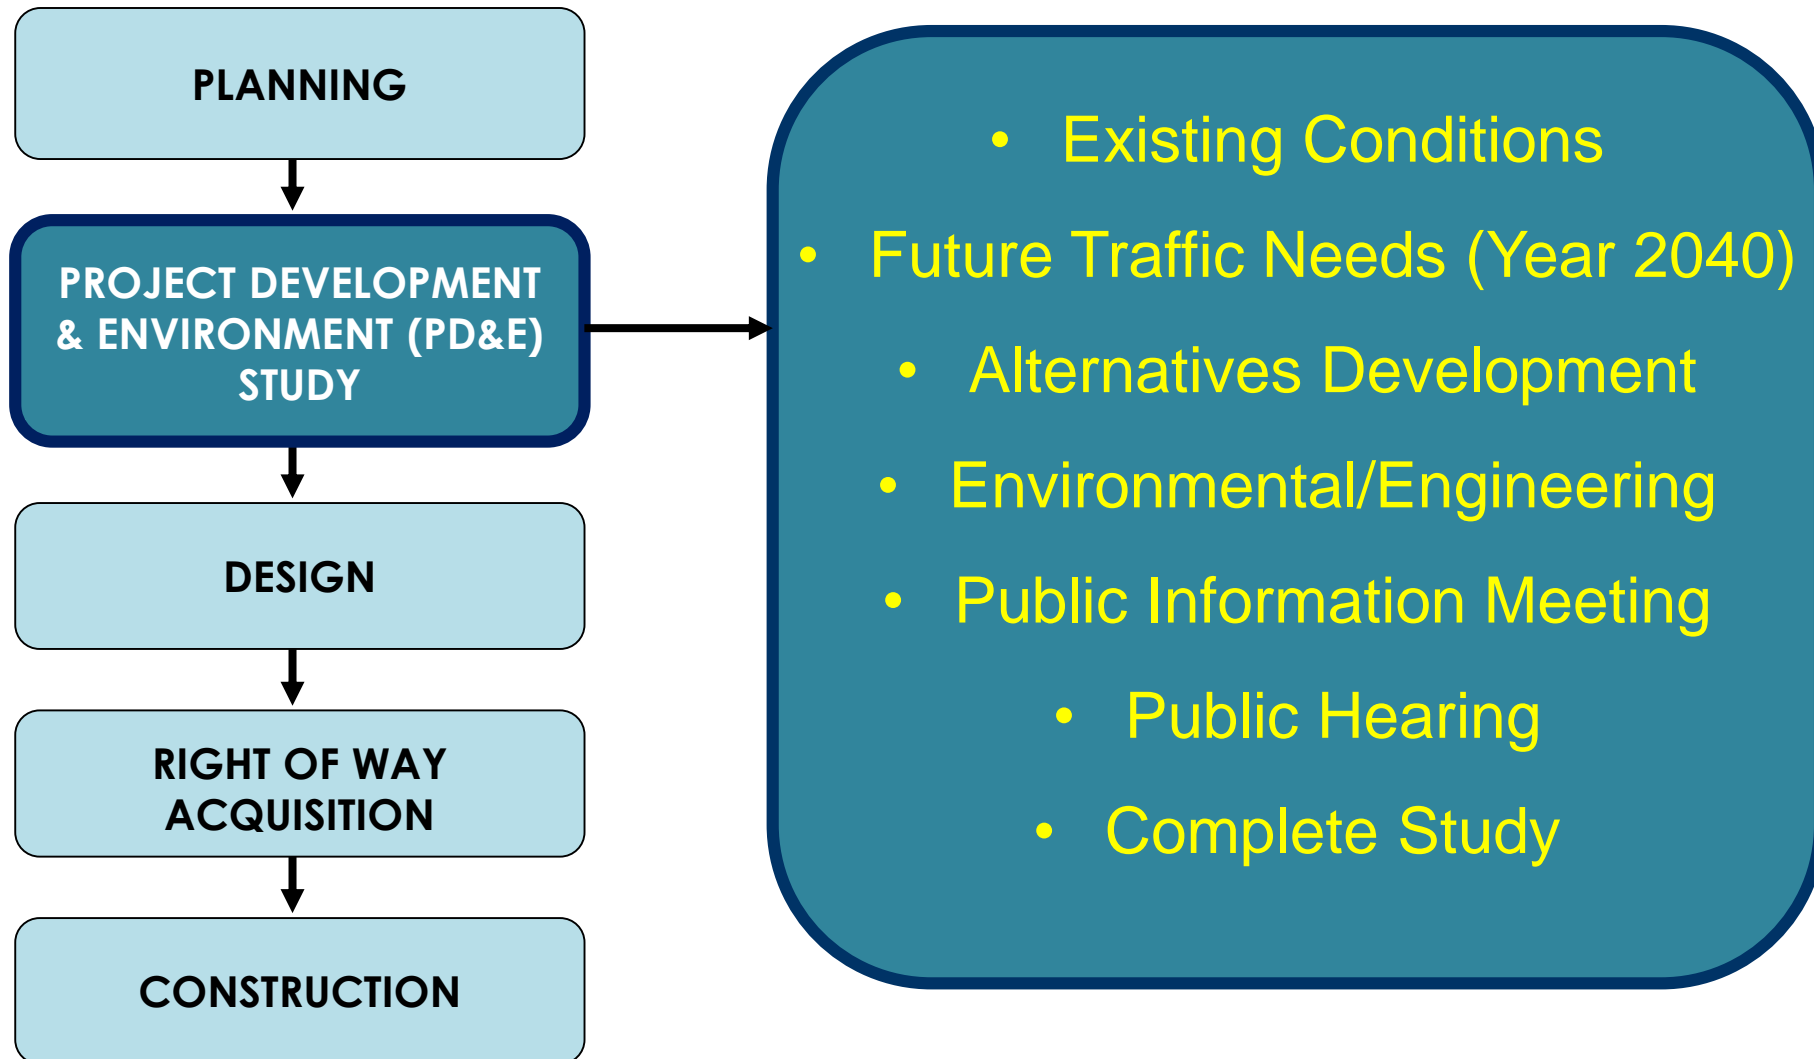 PLANNING
PROJECT DEVELOPMENT
& ENVIRONMENT (PD&E)
STUDY
DESIGN
RIGHT OF WAY
ACQUISITION
CONSTRUCTION
• Existing Conditions
• Future Traffic Needs (Year 2040)
• Alternatives Development
• Environmental/Engineering
• Public Information Meeting
• Public Hearing
• Complete Study